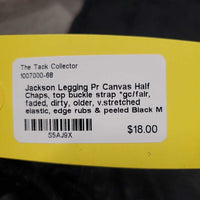 The Tack Collector
1007000-68
Jackson Legging Pr Canvas Half
Chaps, top buckle strap *gc/fair,
faded, dirty, older, v.stretched
elastic, edge rubs & peeled Black M
S5AJ9X
$18.00